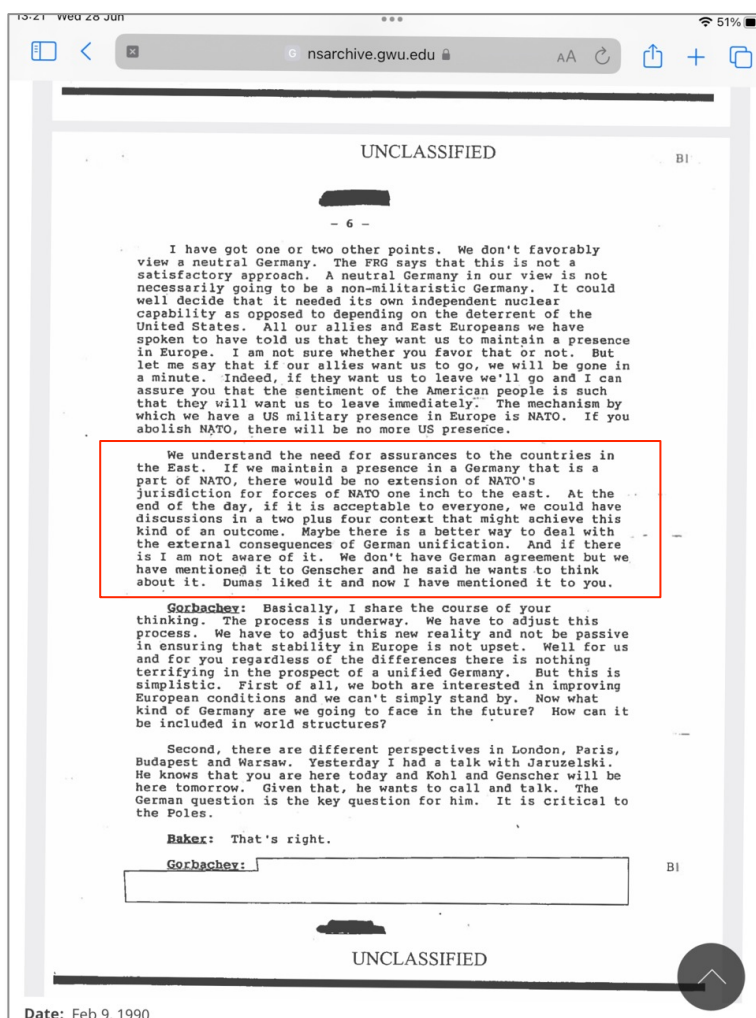 13:21 Wed 28 Jun
51%
nsarchive.gwu.edu
AA
UNCLASSIFIED
B1
- 6 -
I have got one or two other points. We don't favorably
view a neutral Germany. The FRG says that this is not a
satisfactory approach. A neutral Germany in our view is not
necessarily going to be a non-militaristic Germany. It could
well decide that it needed its own independent nuclear
capability as opposed to depending on the deterrent of the
United States. All our allies and East Europeans we have
spoken to have told us that they want us to maintain a presence
in Europe. I am not sure whether you favor that or not. But
let me say that if our allies want us to go, we will be gone in
a minute. Indeed, if they want us to leave we'll go and I can
assure you that the sentiment of the American people is such
that they will want us to leave immediately. The mechanism by
which we have a US military presence in Europe is NATO. If you
abolish NATO, there will be no more US presence.
We understand the need for assurances to the countries in
the East. If we maintain a presence in a Germany that is a
part of NATO, there would be no extension of NATO's
jurisdiction for forces of NATO one inch to the east. At the
end of the day, if it is acceptable to everyone, we could have
discussions in a two plus four context that might achieve this
kind of an outcome. Maybe there is a better way to deal with
the external consequences of German unification. And if there
is I am not aware of it. We don't have German agreement but we
have mentioned it to Genscher and he said he wants to think
about it. Dumas liked it and now I have mentioned it to you.
Gorbachev: Basically, I share the course of your
thinking. The process is underway. We have to adjust this
process. We have to adjust this new reality and not be passive
in ensuring that stability in Europe is not upset. Well for us
and for you regardless of the differences there is nothing
terrifying in the prospect of a unified Germany. But this is
simplistic. First of all, we both are interested in improving
European conditions and we can't simply stand by. Now what
kind of Germany are we going to face in the future? How can it
be included in world structures?
Second, there are different perspectives in London, Paris,
Budapest and Warsaw. Yesterday I had a talk with Jaruzelski.
He knows that you are here today and Kohl and Genscher will be
here tomorrow. Given that, he wants to call and talk. The
German question is the key question for him. It is critical to
the Poles.
Baker: That's right.
Gorbachev:
B1
UNCLASSIFIED
Date: Feb 9, 1990